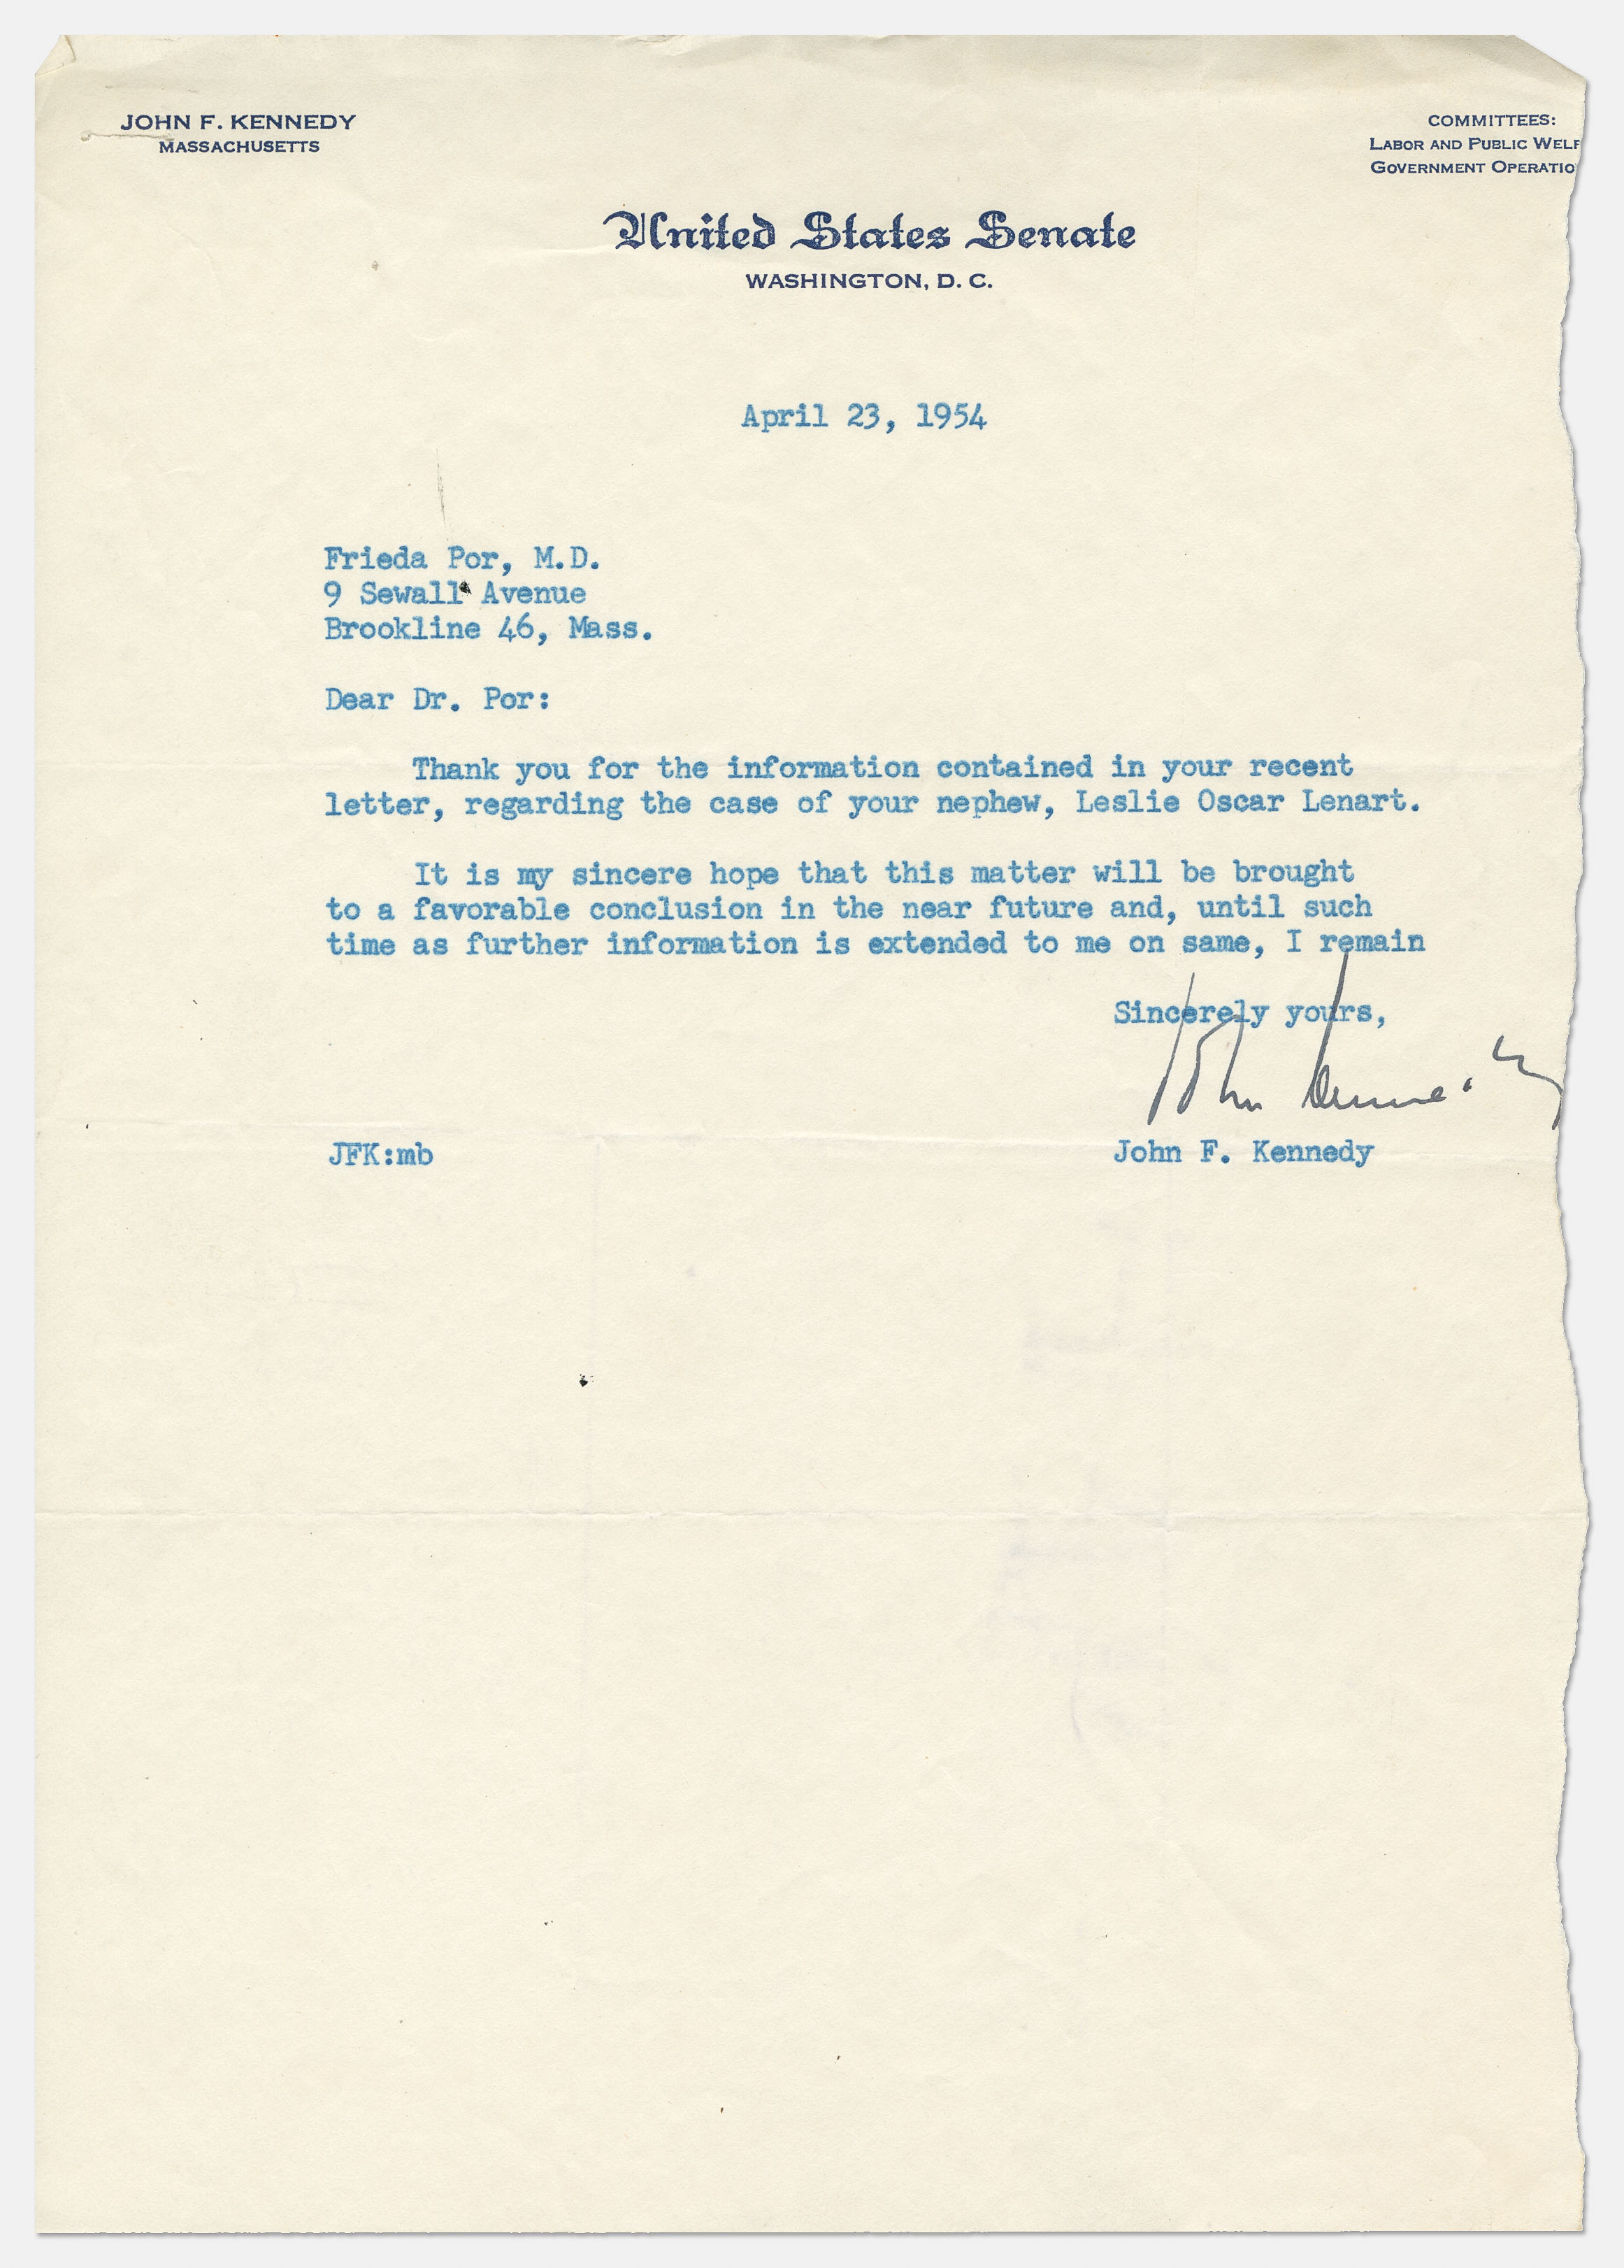 JOHN F. KENNEDY
MASSACHUSETTS
COMMITTEES:
LABOR AND PUBLIC WELF
GOVERNMENT OPERATIO
United States Senate
WASHINGTON, D. C.
April 23, 1954
Frieda Por, M.D.
9 Sewall Avenue
Brookline 46, Mass.
Dear Dr. Por:
Thank you for the information contained in your recent
letter, regarding the case of your nephew, Leslie Oscar Lenart.
It is my sincere hope that this matter will be brought
to a favorable conclusion in the near future and, until such
time as further information is extended to me on same, I remain
Sincerely yours,
John Kennedy
JFK:mb
John F. Kennedy